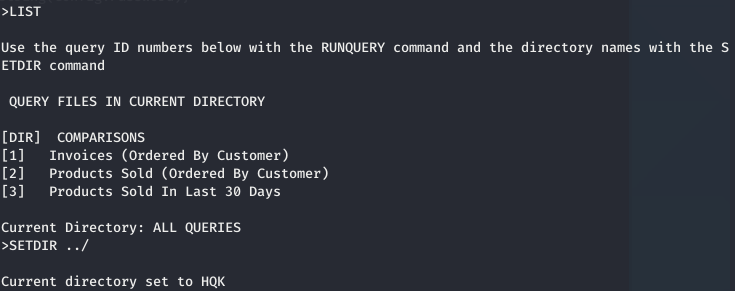 >LIST
Use the query ID numbers below with the RUNQUERY command and the directory names with the S
ETDIR command
QUERY FILES IN CURRENT DIRECTORY
[DIR]  COMPARISONS
[1]   Invoices (Ordered By Customer)
[2]   Products Sold (Ordered By Customer)
[3]   Products Sold In Last 30 Days
Current Directory: ALL QUERIES
>SETDIR ../
Current directory set to HQK